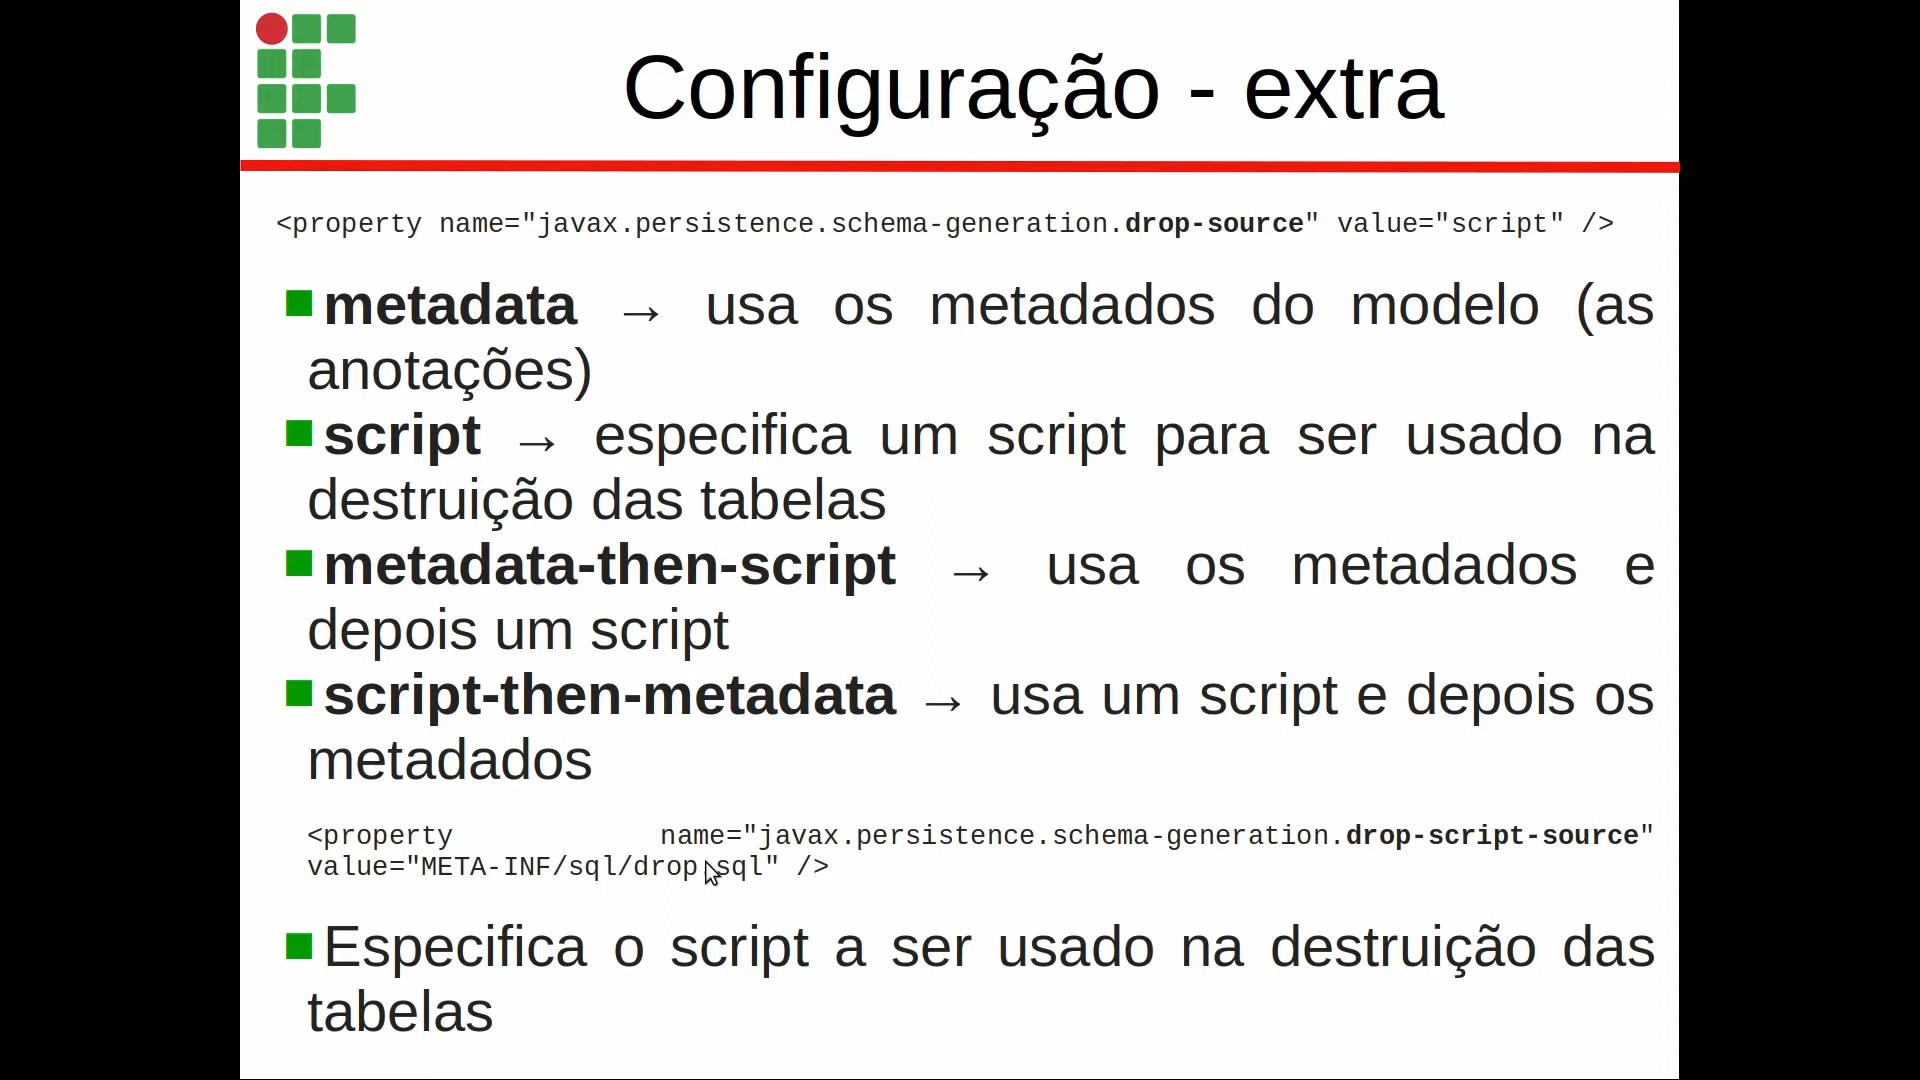 Configuração - extra
<property name="javax.persistence.schema-generation.drop-source" value="script" />
metadata → usa os metadados do modelo (as
anotações)
script → especifica um script para ser usado na
destruição das tabelas
metadata-then-script → usa os metadados e
depois um script
script-then-metadata → usa um script e depois os
metadados
<property name="javax.persistence.schema-generation.drop-script-source"
value="META-INF/sql/drop.sql" />
Especifica o script a ser usado na destruição das
tabelas